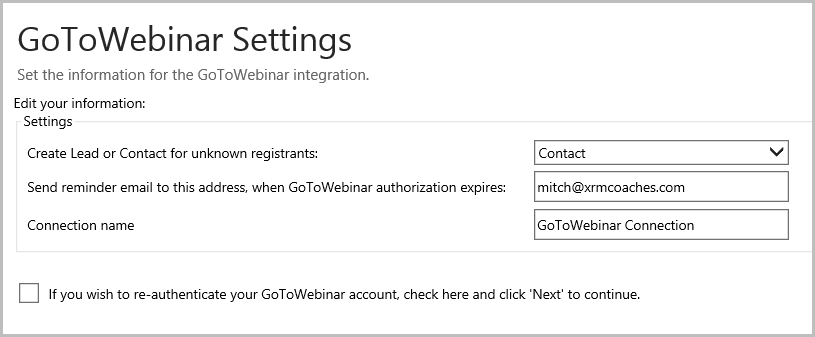 GoToWebinar Settings
Set the information for the GoToWebinar integration.
Edit your information:
Settings
Create Lead or Contact for unknown registrants: Contact
Send reminder email to this address, when GoToWebinar authorization expires: mitch@xrmcoaches.com
Connection name GoToWebinar Connection
If you wish to re-authenticate your GoToWebinar account, check here and click 'Next' to continue.